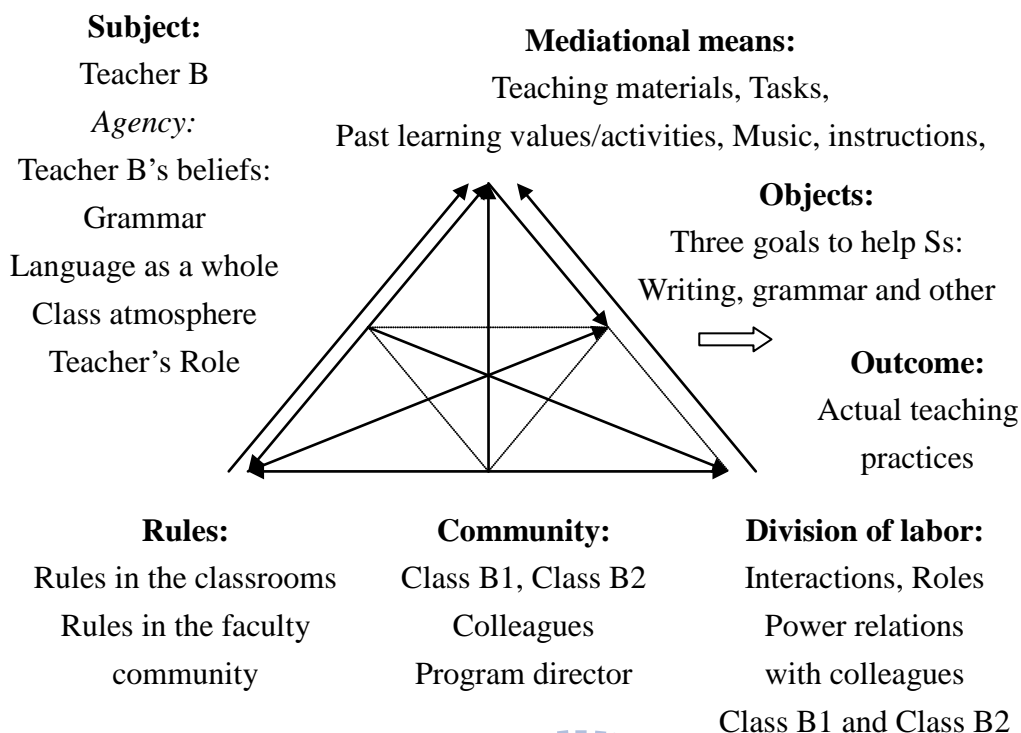 Subject:
Teacher B
Agency:
Teacher B’s beliefs:
Grammar
Language as a whole
Class atmosphere
Teacher’s Role
Mediational means:
Teaching materials, Tasks,
Past learning values/activities, Music, instructions,
Objects:
Three goals to help Ss:
Writing, grammar and other
Outcome:
Actual teaching
practices
Rules:
Rules in the classrooms
Rules in the faculty
community
Community:
Class B1, Class B2
Colleagues
Program director
Division of labor:
Interactions, Roles
Power relations
with colleagues
Class B1 and Class B2